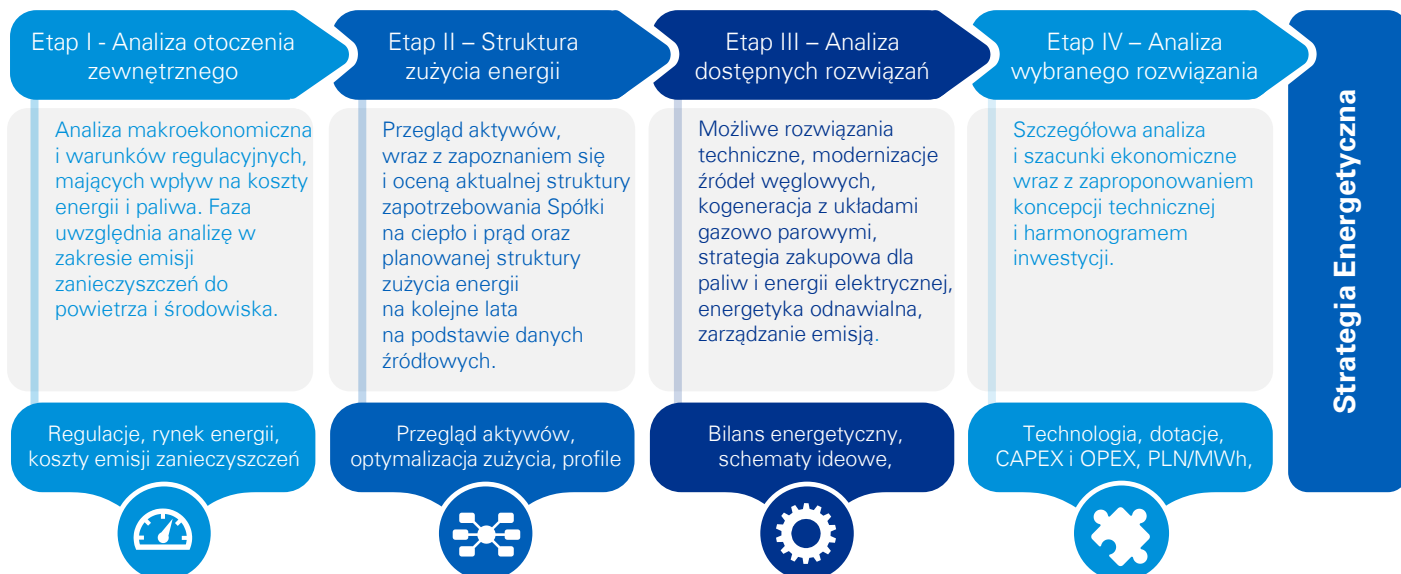 Etap I - Analiza otoczenia
zewnętrznego
Analiza makroekonomiczna
i warunków regulacyjnych,
mających wpływ na koszty
energii i paliwa. Faza
uwzględnia analizę w
zakresie emisji
zanieczyszczeń do
powietrza i środowiska.
Regulacje, rynek energii,
koszty emisji zanieczyszczeń
Etap II – Struktura
zużycia energii
Przegląd aktywów,
wraz z zapoznaniem się
i oceną aktualnej struktury
zapotrzebowania Spółki
na ciepło i prąd oraz
planowanej struktury
zużycia energii
na kolejne lata
na podstawie danych
źródłowych.
Przegląd aktywów,
optymalizacja zużycia, profile
Etap III – Analiza
dostępnych rozwiązań
Możliwe rozwiązania
techniczne, modernizacje
źródeł węglowych,
kogeneracja z układami
gazowo parowymi,
strategia zakupowa dla
paliw i energii elektrycznej,
energetyka odnawialna,
zarządzanie emisją.
Bilans energetyczny,
schematy ideowe,
Etap IV – Analiza
wybranego rozwiązania
Szczegółowa analiza
i szacunki ekonomiczne
wraz z zaproponowaniem
koncepcji technicznej
i harmonogramem
inwestycji.
Technologia, dotacje,
CAPEX i OPEX, PLN/MWh,
Strategia Energetyczna